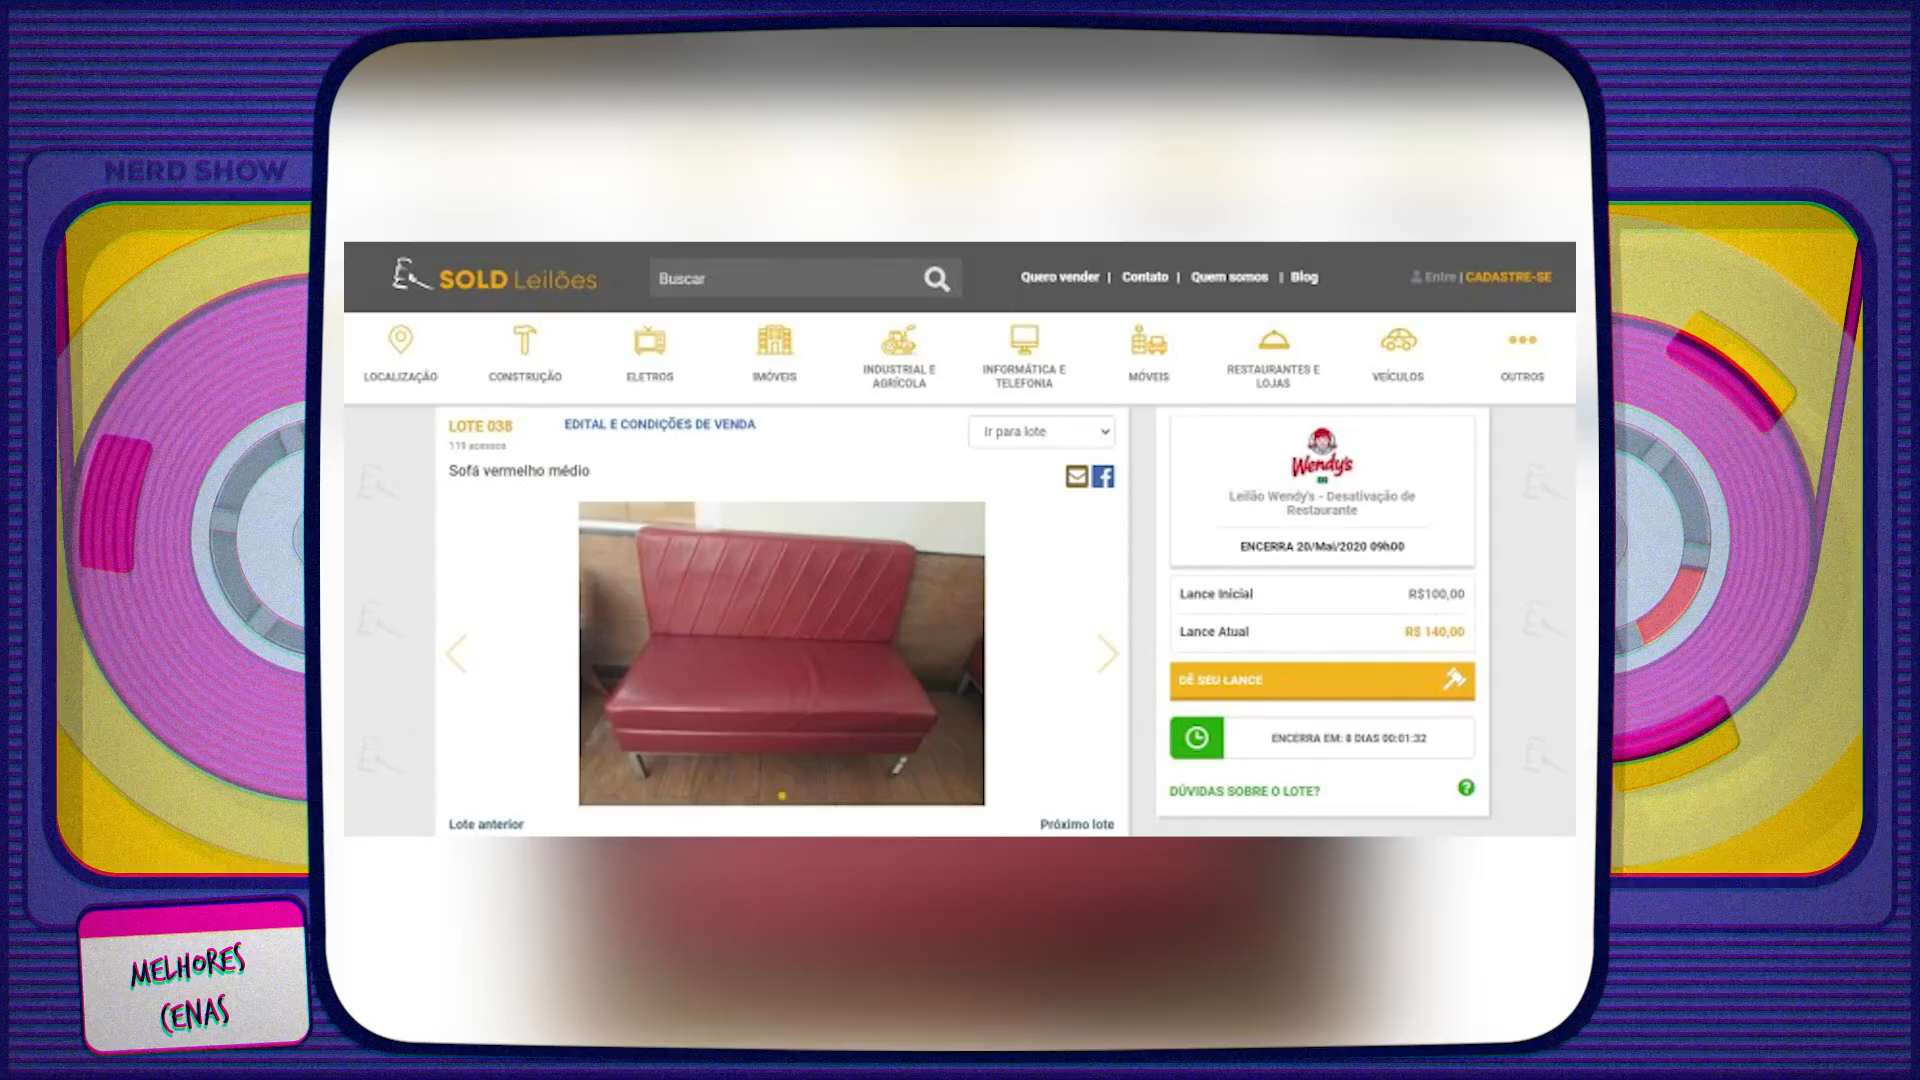 NERD SHOW
SOLD Leilões
Buscar
Quero vender | Contato | Quem somos | Blog
Entre | CADASTRE-SE
LOCALIZAÇÃO
CONSTRUÇÃO
ELETROS
IMÓVEIS
INDUSTRIAL E
AGRÍCOLA
INFORMÁTICA E
TELEFONIA
MÓVEIS
RESTAURANTES E
LOJAS
VEÍCULOS
OUTROS
LOTE 038
EDITAL E CONDIÇÕES DE VENDA
Ir para lote
119 acessos
Sofá vermelho médio
Lote anterior
Próximo lote
Wendy's
Leilão Wendy's - Desativação de
Restaurante
ENCERRA 20/Mai/2020 09h00
Lance Inicial R$100,00
Lance Atual R$ 140,00
DÊ SEU LANCE
ENCERRA EM: 8 DIAS 00:01:32
DÚVIDAS SOBRE O LOTE? ?
MELHORES
CENAS